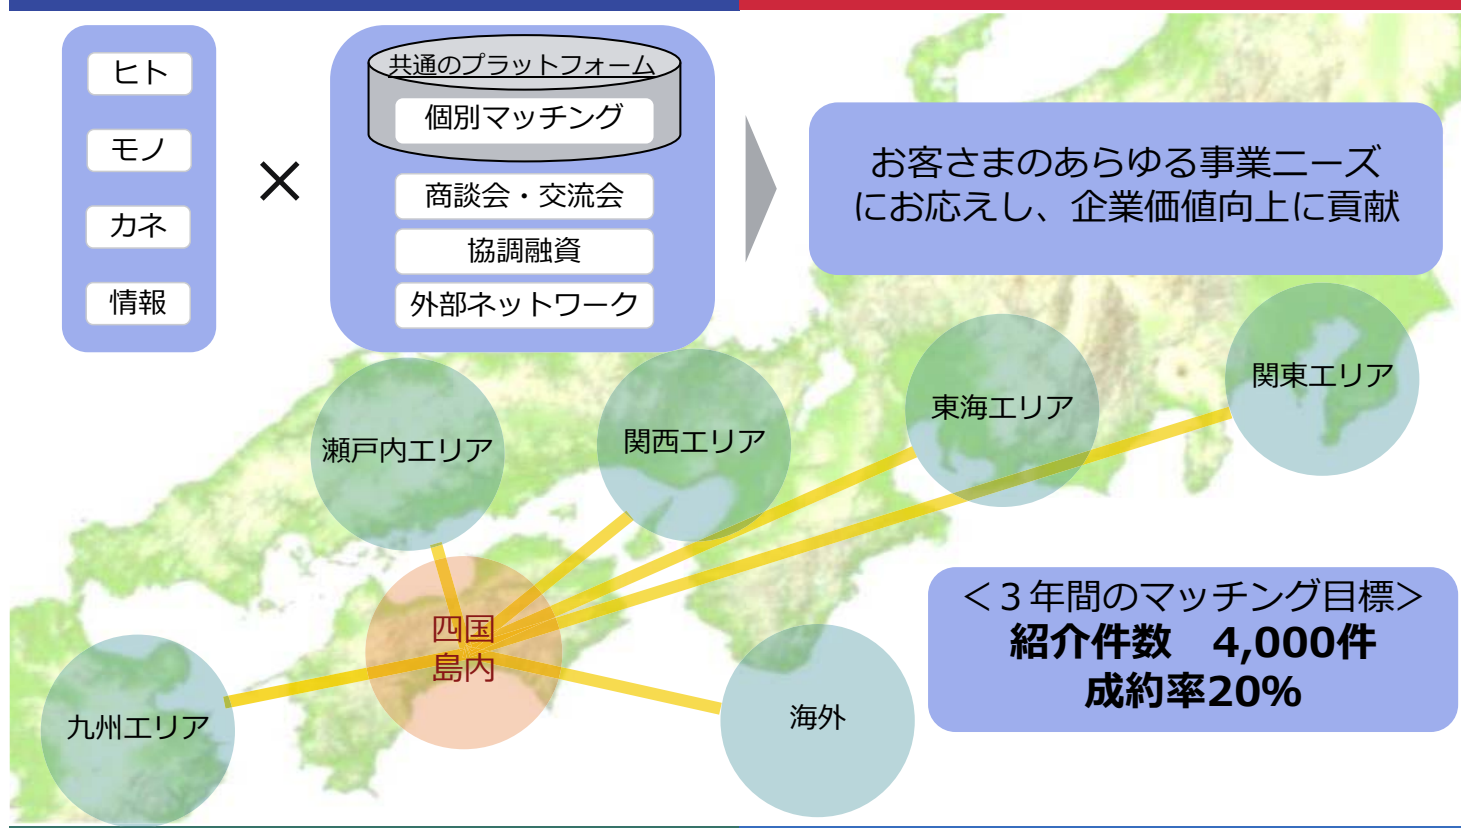 ヒト
モノ
カネ
情報
×
共通のプラットフォーム
個別マッチング
商談会・交流会
協調融資
外部ネットワーク
お客さまのあらゆる事業ニーズ
にお応えし、企業価値向上に貢献
瀬戸内エリア
関西エリア
東海エリア
関東エリア
四国
島内
九州エリア
海外
＜３年間のマッチング目標＞
紹介件数　4,000件
成約率20%